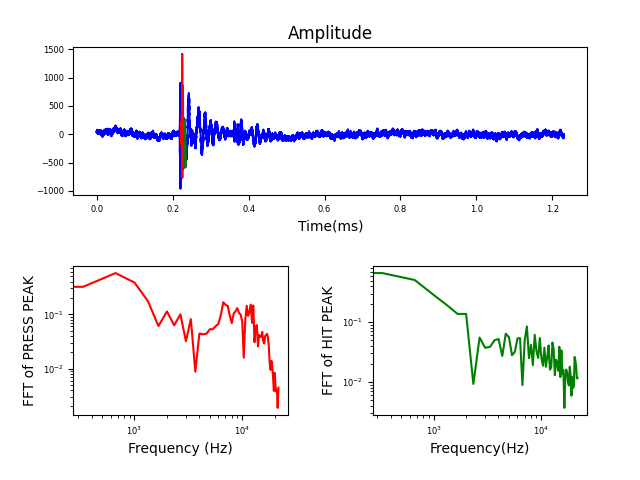 Amplitude
1500
1000
500
0
−500
−1000
0.0 0.2 0.4 0.6 0.8 1.0 1.2
Time(ms)
FFT of PRESS PEAK
10⁻¹
10⁻²
10³ 10⁴
Frequency (Hz)
FFT of HIT PEAK
10⁻¹
10⁻²
10³ 10⁴
Frequency(Hz)